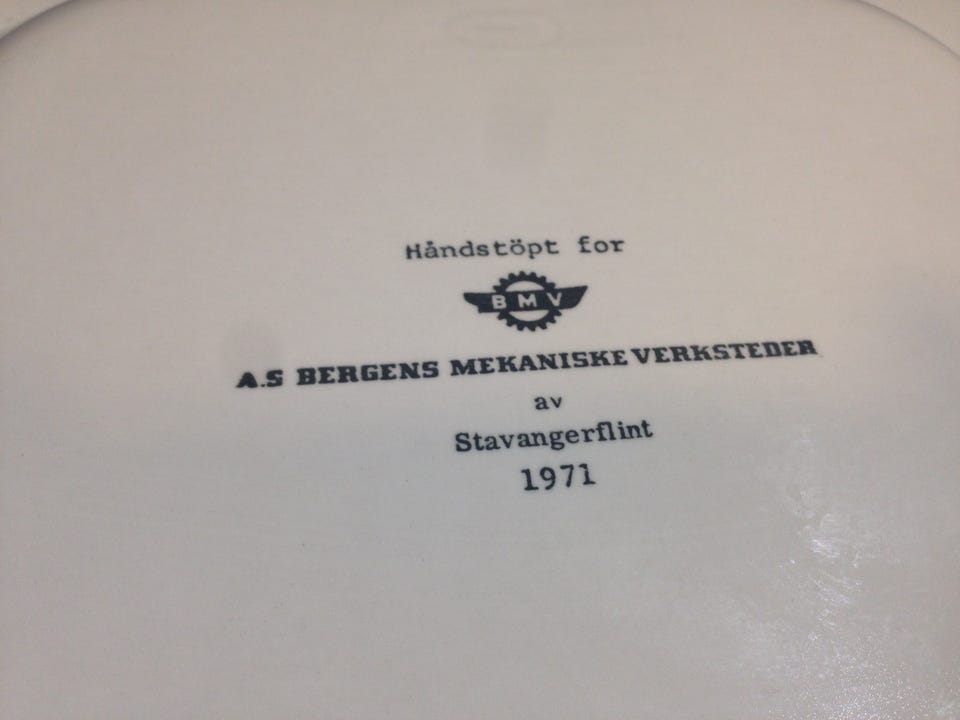 Håndstöpt for
BMV
A.S BERGENS MEKANISKE VERKSTEDER
av
Stavangerflint
1971